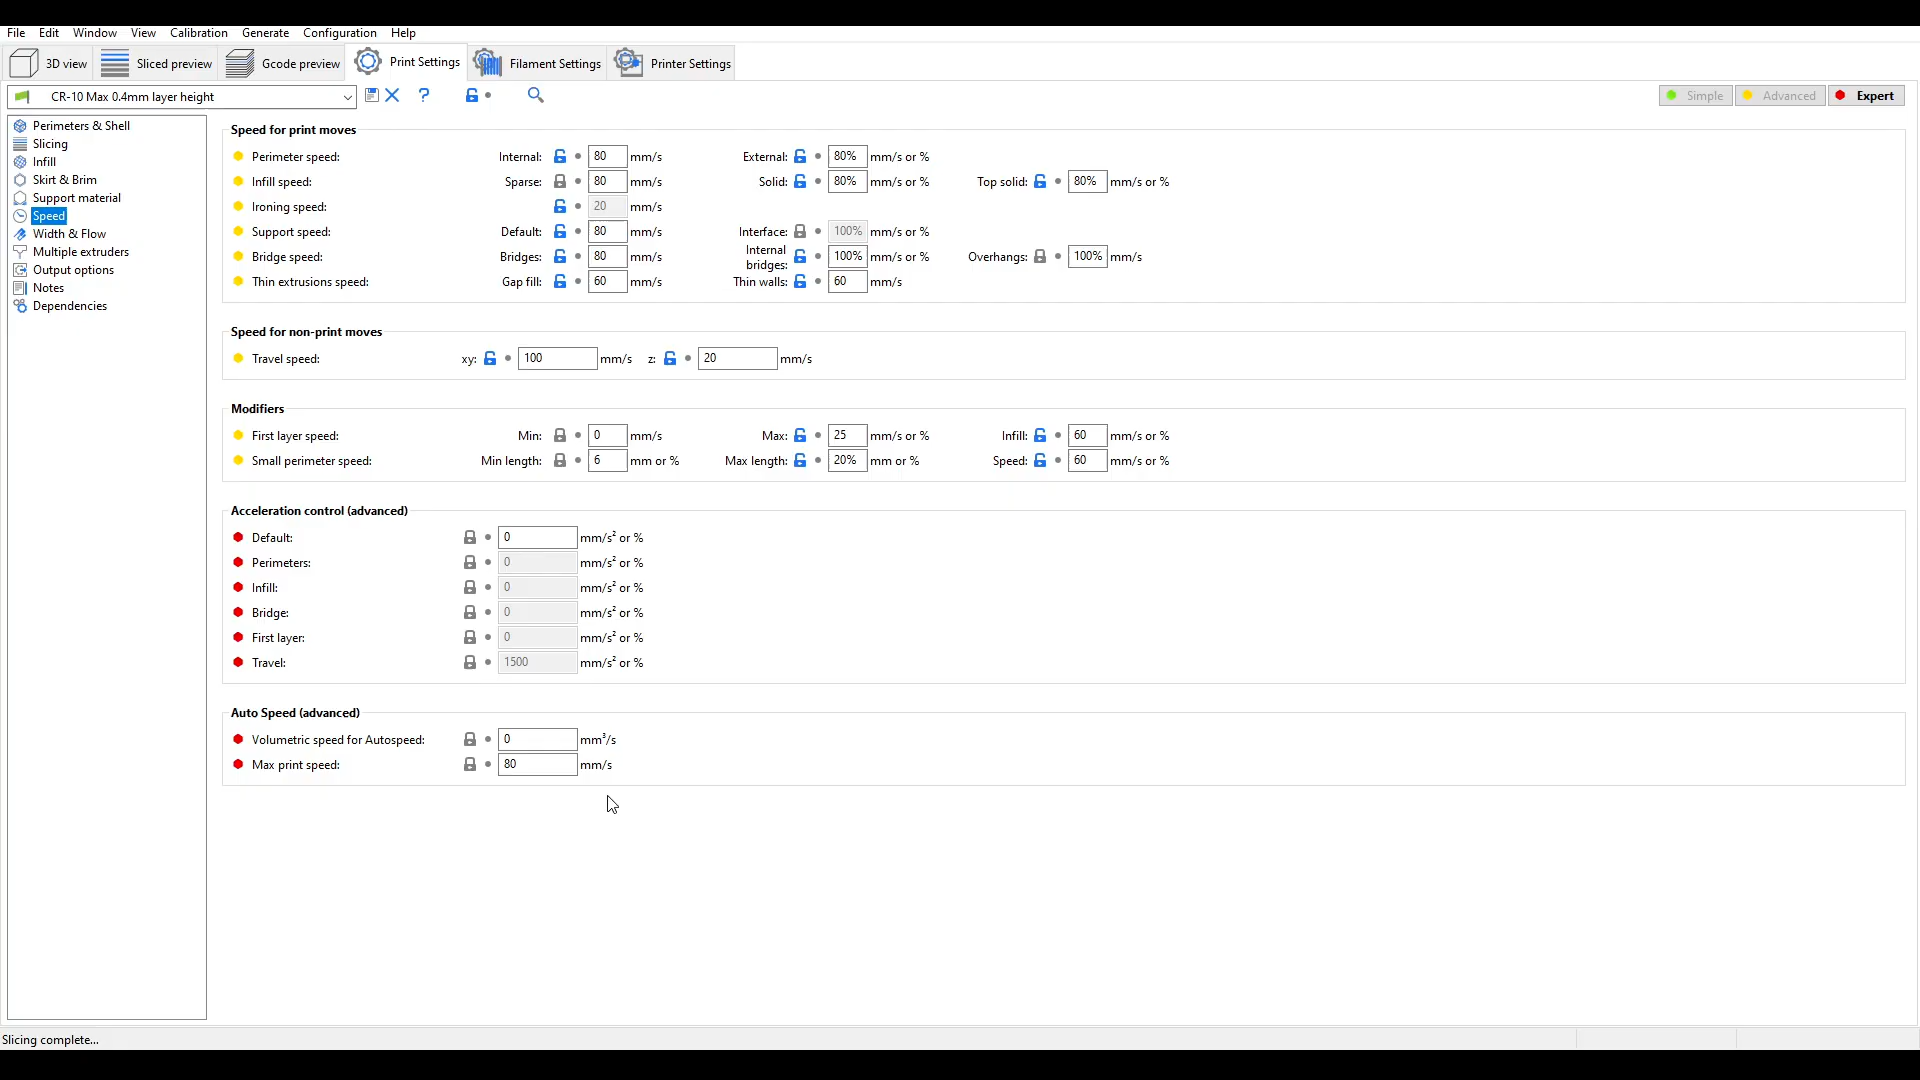 File Edit Window View Calibration Generate Configuration Help
3D view Sliced preview Gcode preview Print Settings Filament Settings Printer Settings
CR-10 Max 0.4mm layer height ? Simple Advanced Expert
Perimeters & Shell
Slicing
Infill
Skirt & Brim
Support material
Speed
Width & Flow
Multiple extruders
Output options
Notes
Dependencies
Speed for print moves
Perimeter speed: Internal: 80 mm/s External: 80% mm/s or %
Infill speed: Sparse: 80 mm/s Solid: 80% mm/s or % Top solid: 80% mm/s or %
Ironing speed: 20 mm/s
Support speed: Default: 80 mm/s Interface: 100% mm/s or %
Bridge speed: Bridges: 80 mm/s Internal bridges: 100% mm/s or % Overhangs: 100% mm/s
Thin extrusions speed: Gap fill: 60 mm/s Thin walls: 60 mm/s
Speed for non-print moves
Travel speed: xy: 100 mm/s z: 20 mm/s
Modifiers
First layer speed: Min: 0 mm/s Max: 25 mm/s or % Infill: 60 mm/s or %
Small perimeter speed: Min length: 6 mm or % Max length: 20% mm or % Speed: 60 mm/s or %
Acceleration control (advanced)
Default: 0 mm/s² or %
Perimeters: 0 mm/s² or %
Infill: 0 mm/s² or %
Bridge: 0 mm/s² or %
First layer: 0 mm/s² or %
Travel: 1500 mm/s² or %
Auto Speed (advanced)
Volumetric speed for Autospeed: 0 mm³/s
Max print speed: 80 mm/s
Slicing complete...